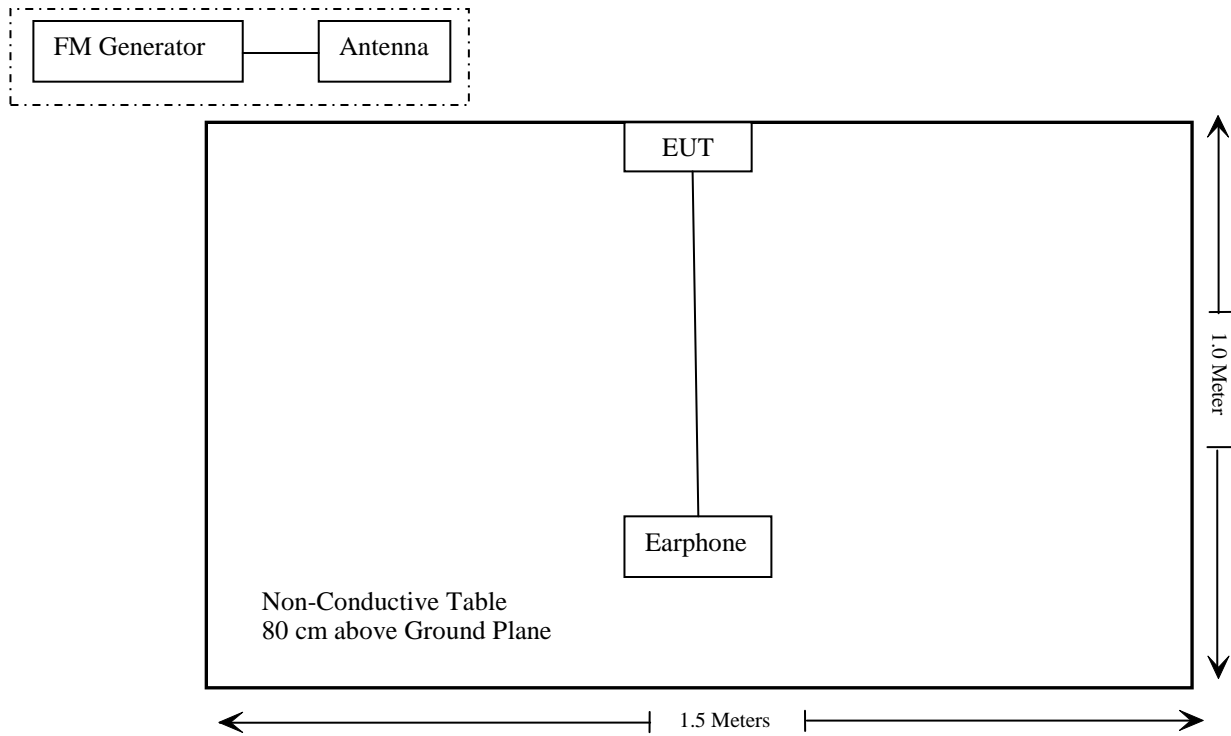 FM Generator
Antenna
EUT
1.0 Meter
Earphone
Non-Conductive Table
80 cm above Ground Plane
1.5 Meters